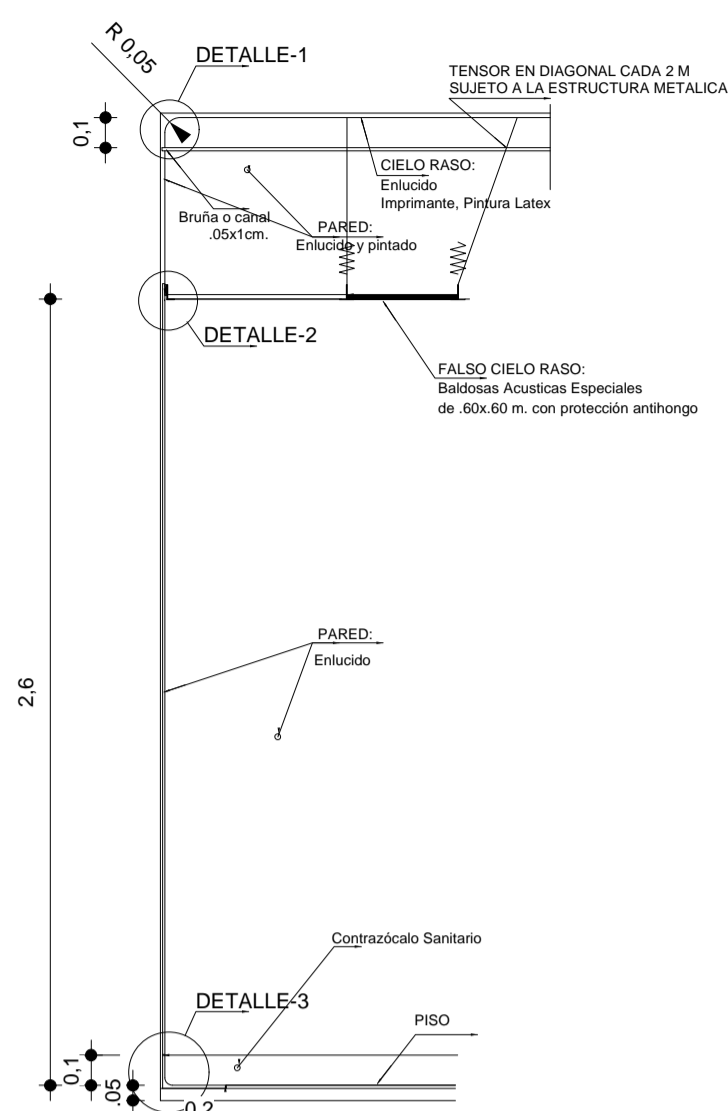 R 0,05
DETALLE-1
TENSOR EN DIAGONAL CADA 2 M
SUJETO A LA ESTRUCTURA METALICA
0,1
CIELO RASO:
Enlucido
Imprimante, Pintura Latex
Bruña o canal
.05x1cm.
PARED:
Enlucido y pintado
DETALLE-2
FALSO CIELO RASO:
Baldosas Acusticas Especiales
de .60x.60 m. con protección antihongo
2,6
PARED:
Enlucido
Contrazócalo Sanitario
DETALLE-3
PISO
0,1
.05
0,2